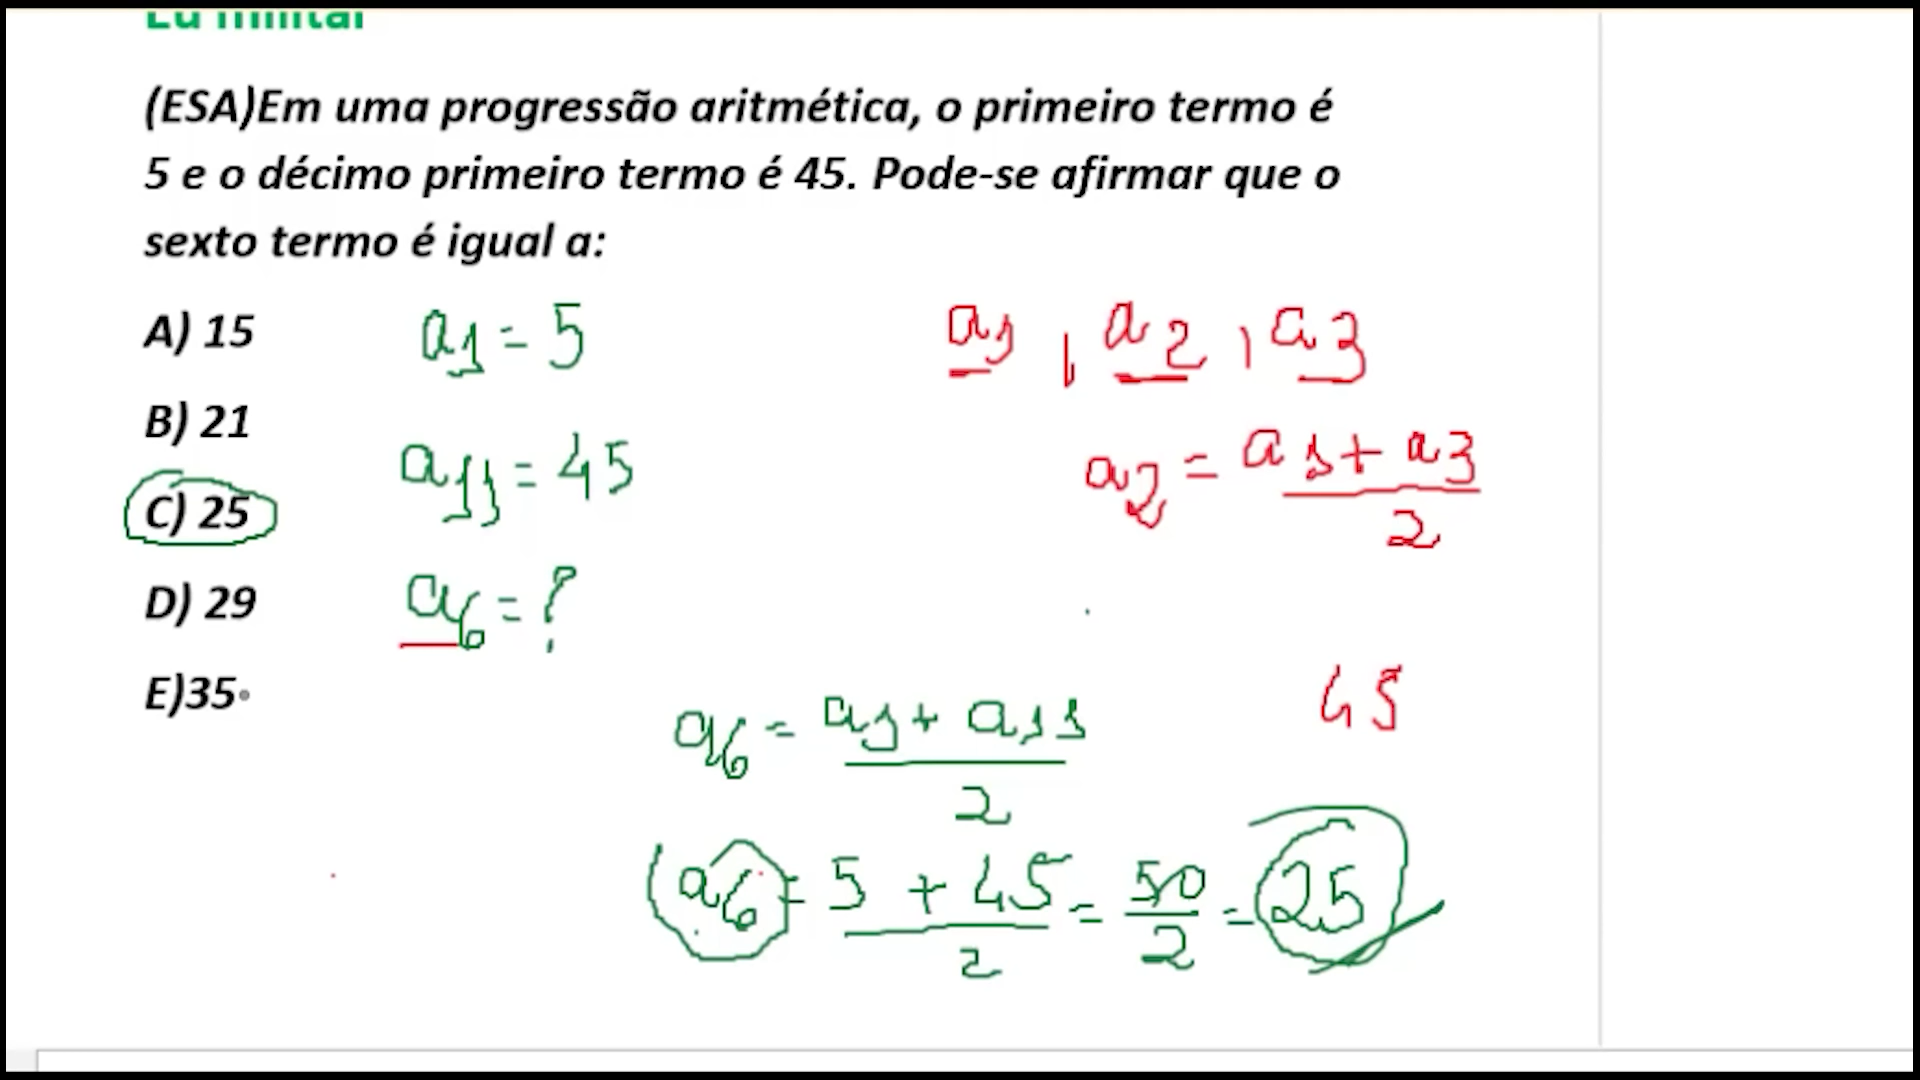 Eu militar
(ESA)Em uma progressão aritmética, o primeiro termo é
5 e o décimo primeiro termo é 45. Pode-se afirmar que o
sexto termo é igual a:
A) 15
B) 21
C) 25
D) 29
E)35
a1 = 5
a11 = 45
a6 = ?
a1 , a2 , a3
a2 = a1 + a3
2
45
a6 = a1 + a11
2
a6 = 5 + 45 = 50 = 25
2 2